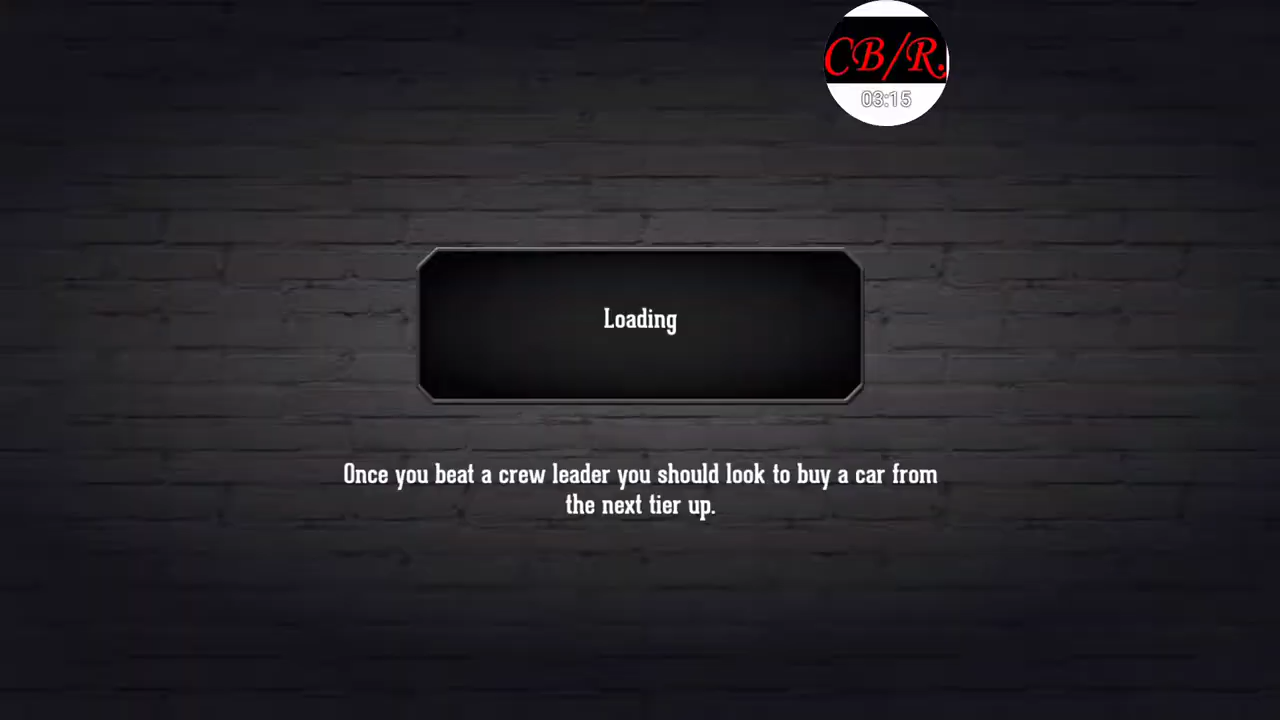 CB/R.
03:15
Loading
Once you beat a crew leader you should look to buy a car from
the next tier up.